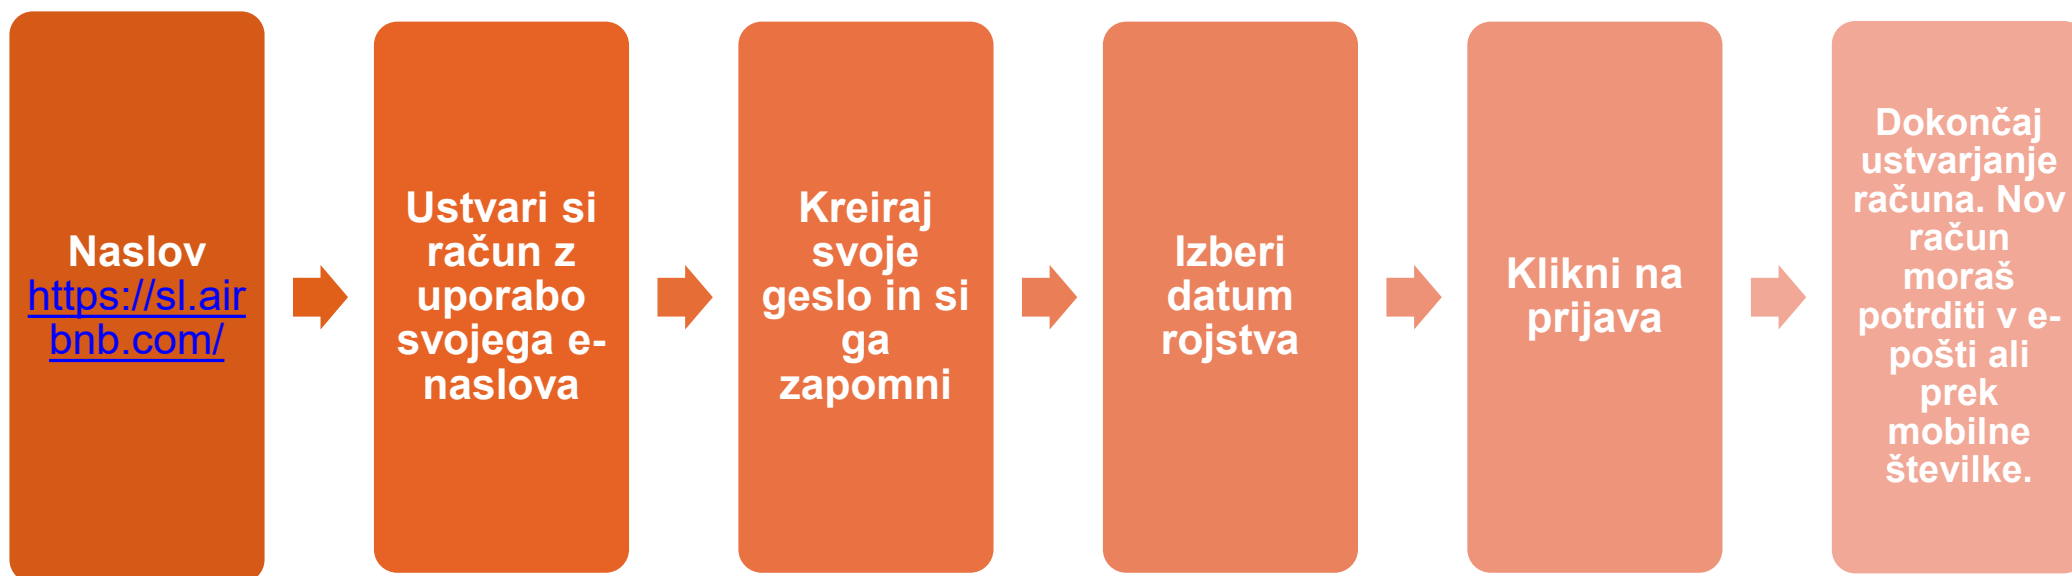 Naslov
https://sl.air
bnb.com/
Ustvari si
račun z
uporabo
svojega e-
naslova
Kreiraj
svoje
geslo in si
ga
zapomni
Izberi
datum
rojstva
Klikni na
prijava
Dokončaj
ustvarjanje
računa. Nov
račun
moraš
potrditi v e-
pošti ali
prek
mobilne
številke.